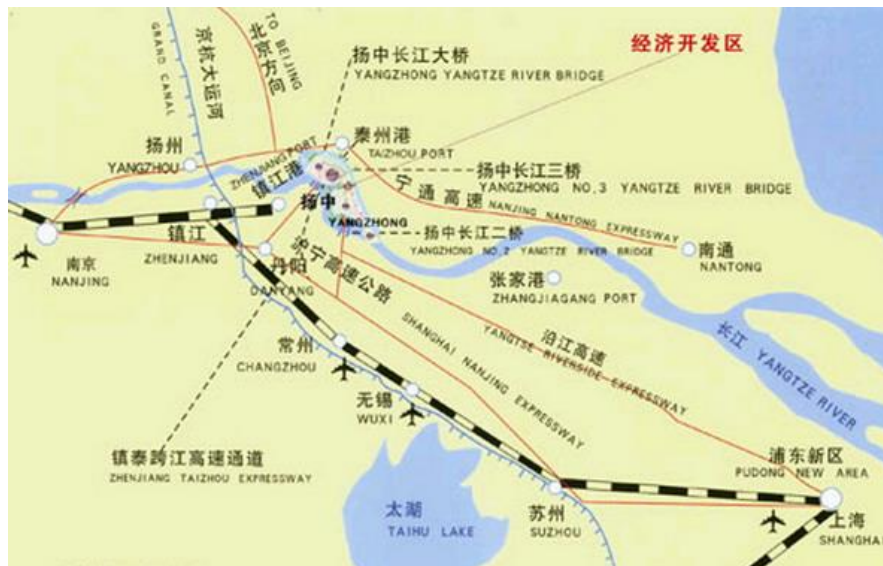 京杭大运河
GRAND CANAL
TO BEIJING
北京方间
扬中长江大桥
YANGZHONG YANGTZE RIVER BRIDGE
经济开发区
扬州
YANGZHOU
泰州港
TAIZHOU PORT
ZHENJIANG PORT
镇江港
扬中长江三桥
YANGZHONG NO.3 YANGTZE RIVER BRIDGE
宁通高速
NANJING NANTONG EXPRESSWAY
扬中
YANGZHONG
扬中长江二桥
YANGZHONG NO.2 YANGTZE RIVER BRIDGE
南京
NANJING
镇江
ZHENJIANG
丹阳
DANYANG
沪宁高速公路
SHANGHAI NANJING EXPRESSWAY
南通
NANTONG
张家港
ZHANGJIAGANG PORT
常州
CHANGZHOU
沿江高速
YANGTSE RIVERSIDE EXPRESSWAY
长江 YANGTZE RIVER
无锡
WUXI
镇泰跨江高速通道
ZHENJIANG TAIZHOU EXPRESSWAY
浦东新区
PUDONG NEW AREA
太湖
TAIHU LAKE
苏州
SUZHOU
上海
SHANGHAI